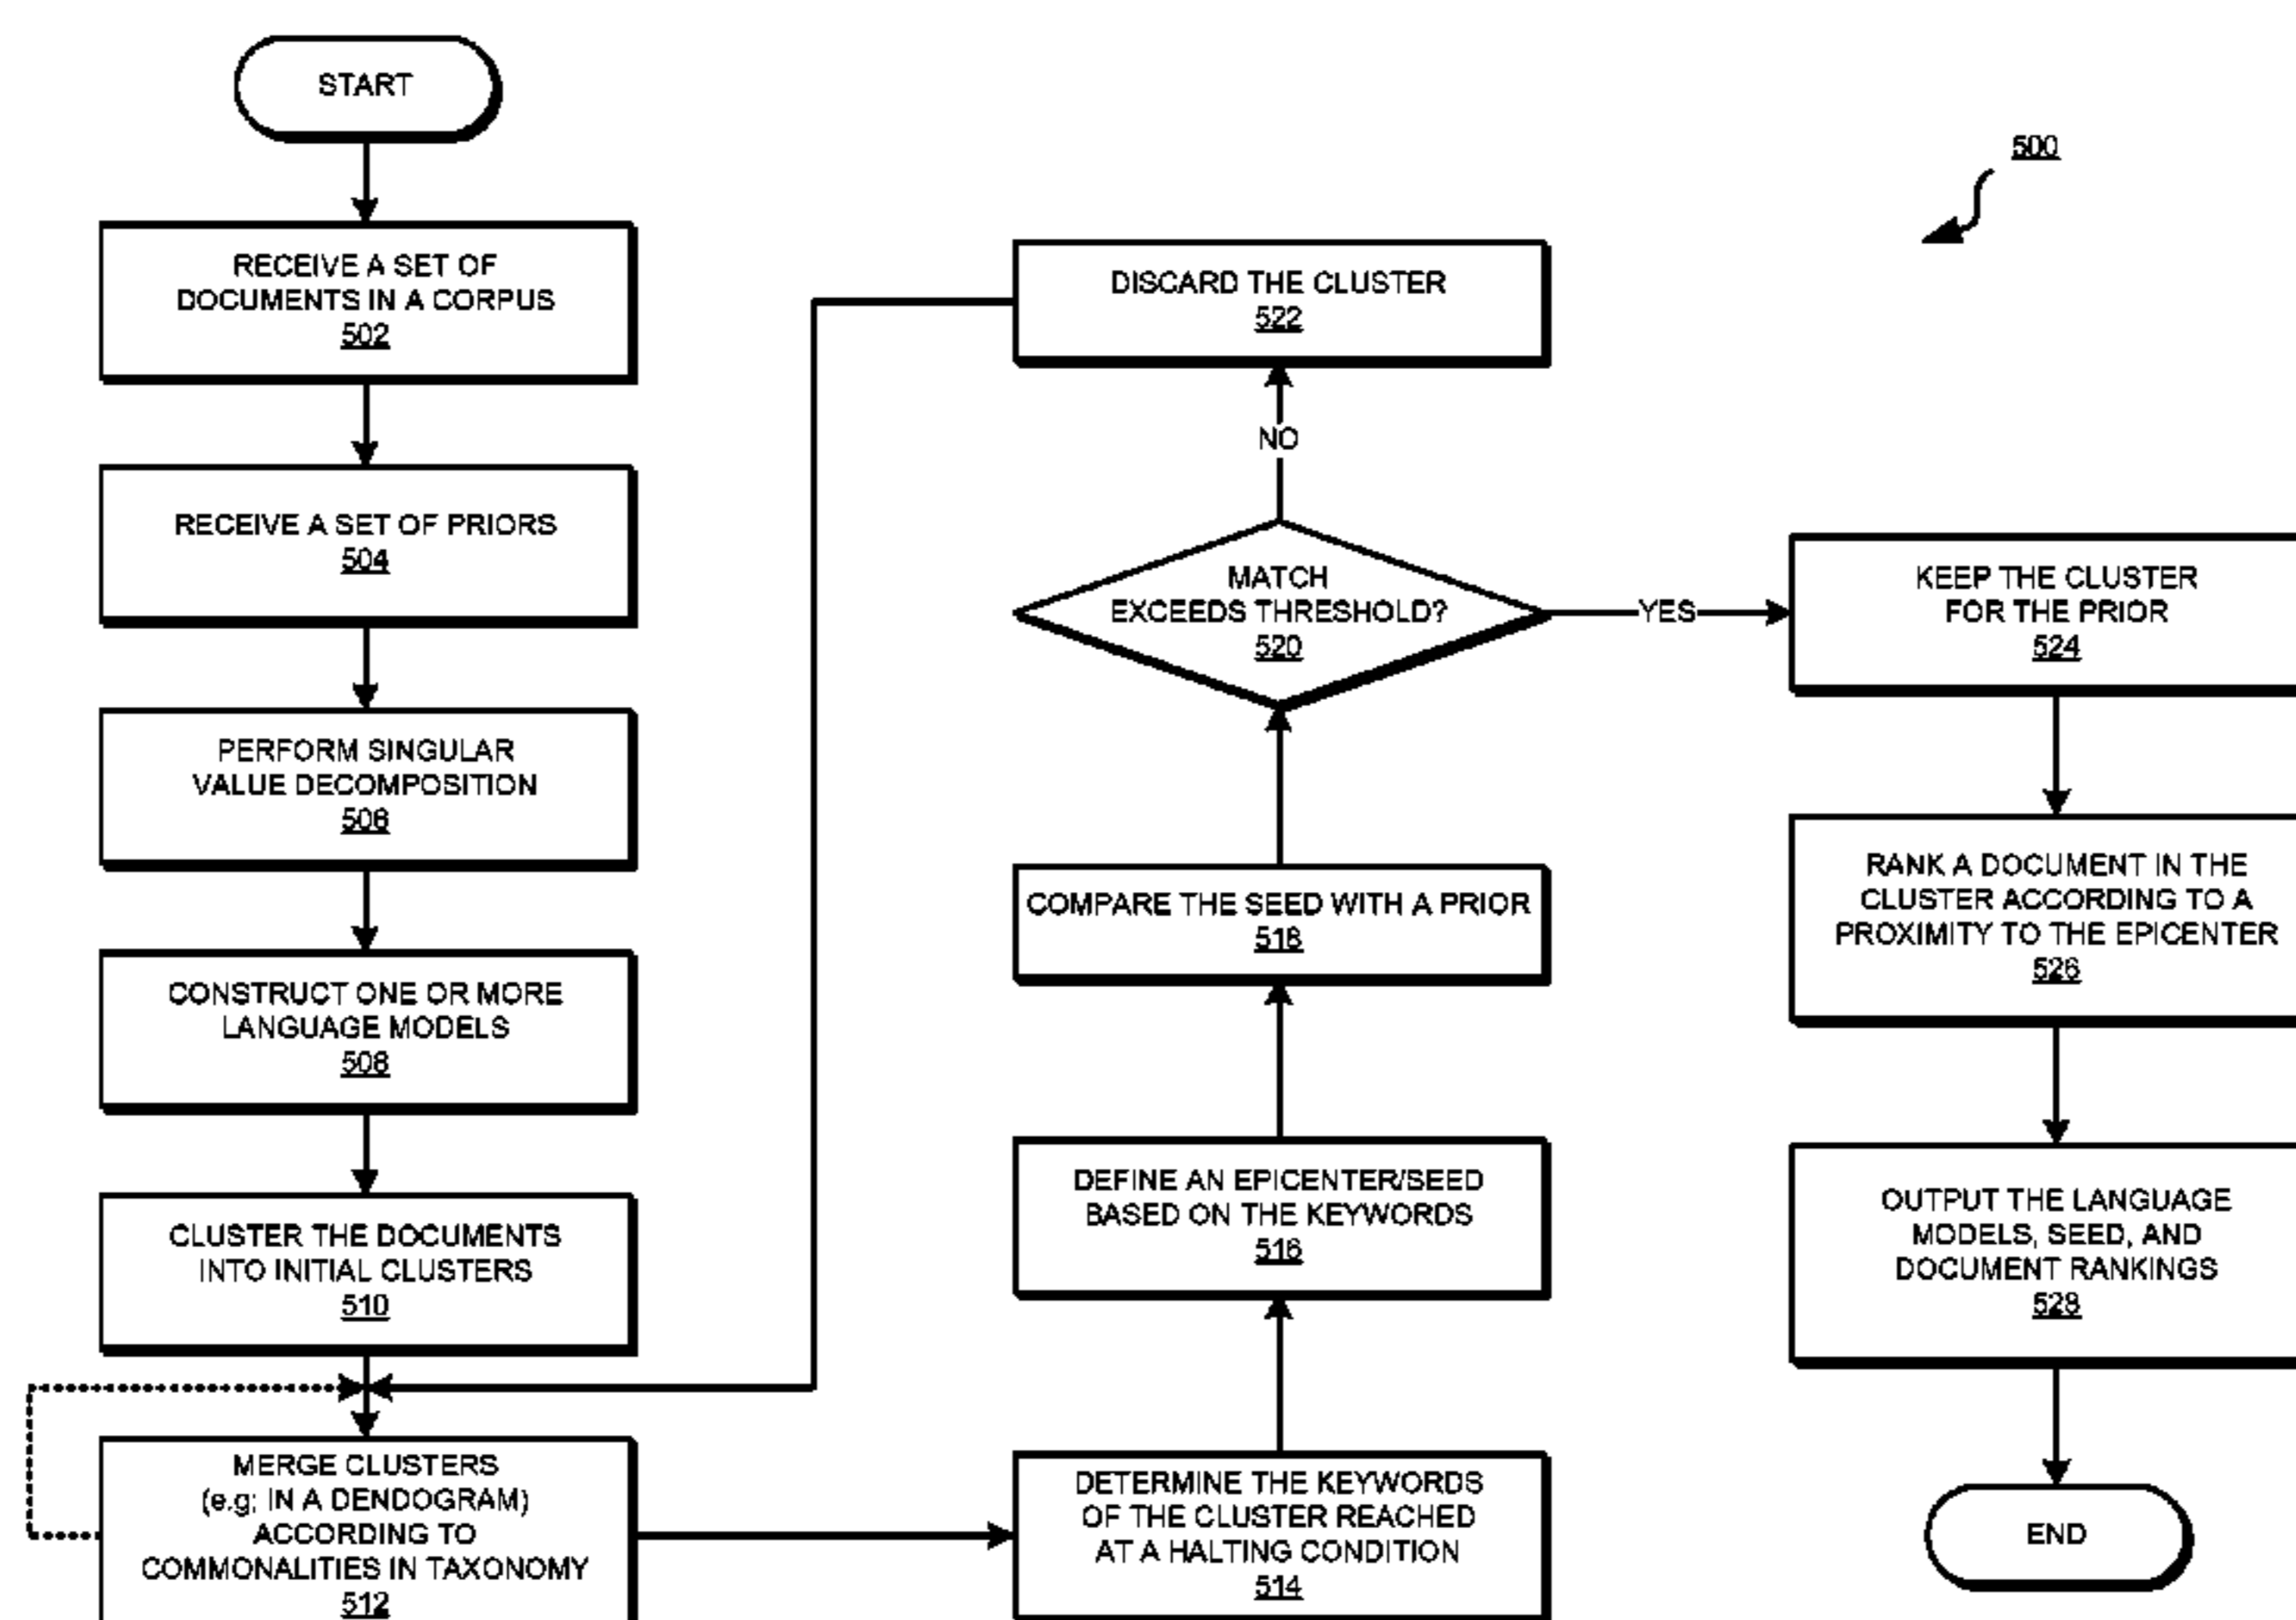 START
RECEIVE A SET OF
DOCUMENTS IN A CORPUS
502
RECEIVE A SET OF PRIORS
504
PERFORM SINGULAR
VALUE DECOMPOSITION
506
CONSTRUCT ONE OR MORE
LANGUAGE MODELS
508
CLUSTER THE DOCUMENTS
INTO INITIAL CLUSTERS
510
MERGE CLUSTERS
(e.g; IN A DENDOGRAM)
ACCORDING TO
COMMONALITIES IN TAXONOMY
512
DETERMINE THE KEYWORDS
OF THE CLUSTER REACHED
AT A HALTING CONDITION
514
DEFINE AN EPICENTER/SEED
BASED ON THE KEYWORDS
516
COMPARE THE SEED WITH A PRIOR
518
MATCH
EXCEEDS THRESHOLD?
520
NO
DISCARD THE CLUSTER
522
YES
KEEP THE CLUSTER
FOR THE PRIOR
524
RANK A DOCUMENT IN THE
CLUSTER ACCORDING TO A
PROXIMITY TO THE EPICENTER
526
OUTPUT THE LANGUAGE
MODELS, SEED, AND
DOCUMENT RANKINGS
528
END
500